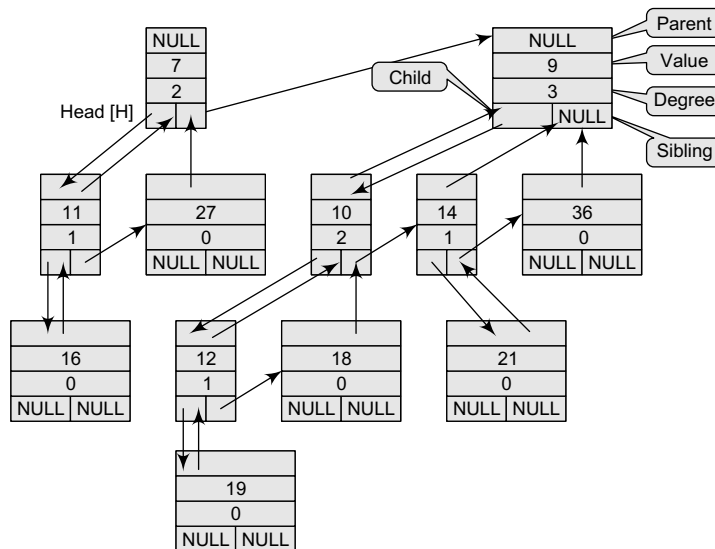 NULL
7
2
Head [H]
NULL
9
3
NULL
Child
Parent
Value
Degree
Sibling
11
1
27
0
NULL NULL
10
2
14
1
36
0
NULL NULL
16
0
NULL NULL
12
1
18
0
NULL NULL
21
0
NULL NULL
19
0
NULL NULL